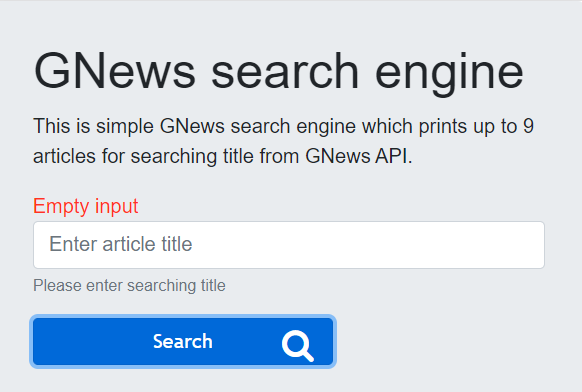 GNews search engine
This is simple GNews search engine which prints up to 9
articles for searching title from GNews API.
Empty input
Enter article title
Please enter searching title
Search